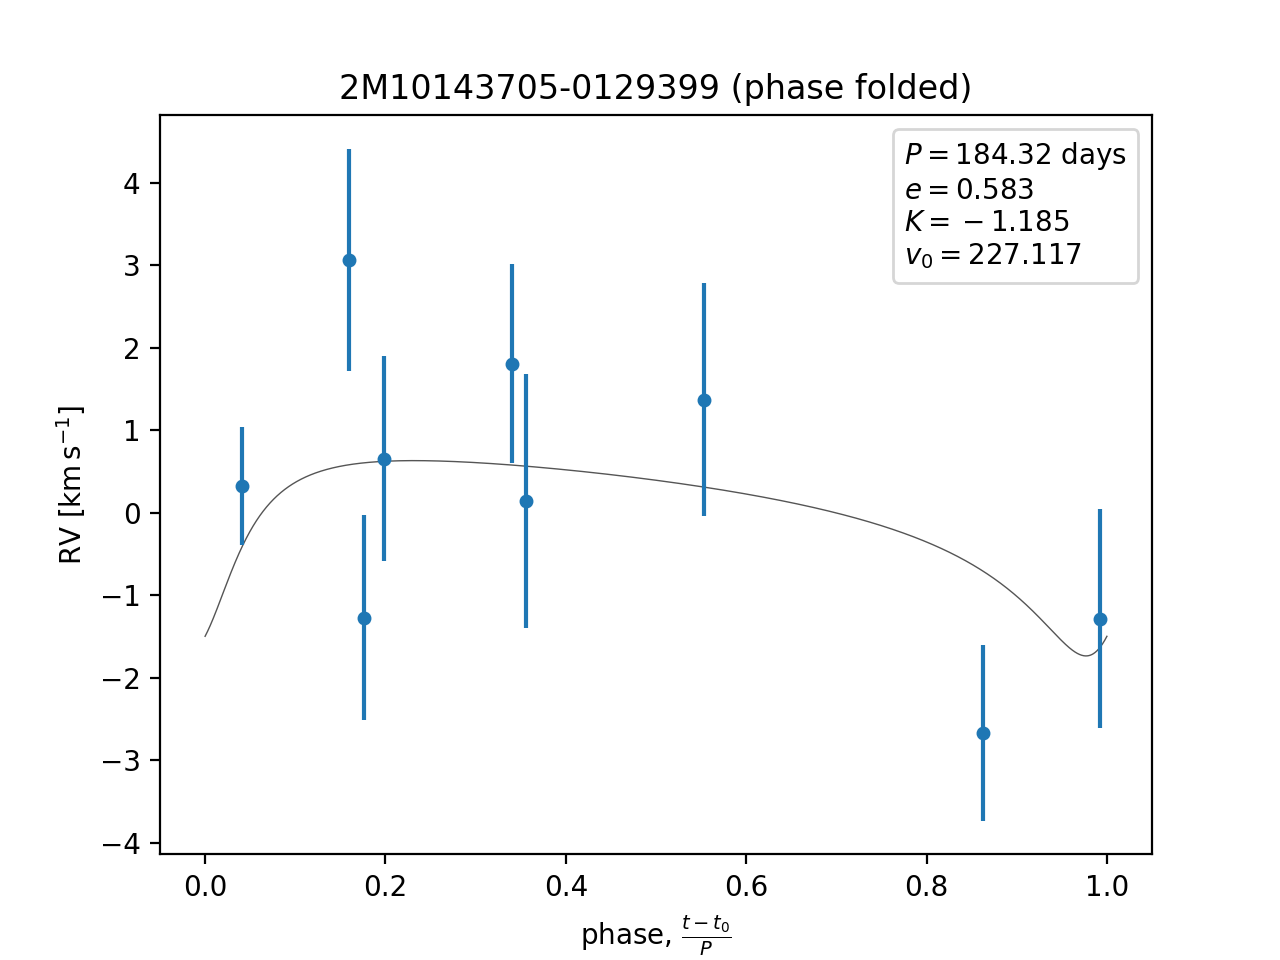 2M10143705-0129399 (phase folded)
P = 184.32 days
e = 0.583
K = −1.185
v₀ = 227.117
RV [km s⁻¹]
4
3
2
1
0
−1
−2
−3
−4
0.0 0.2 0.4 0.6 0.8 1.0
phase, (t − t₀)/P